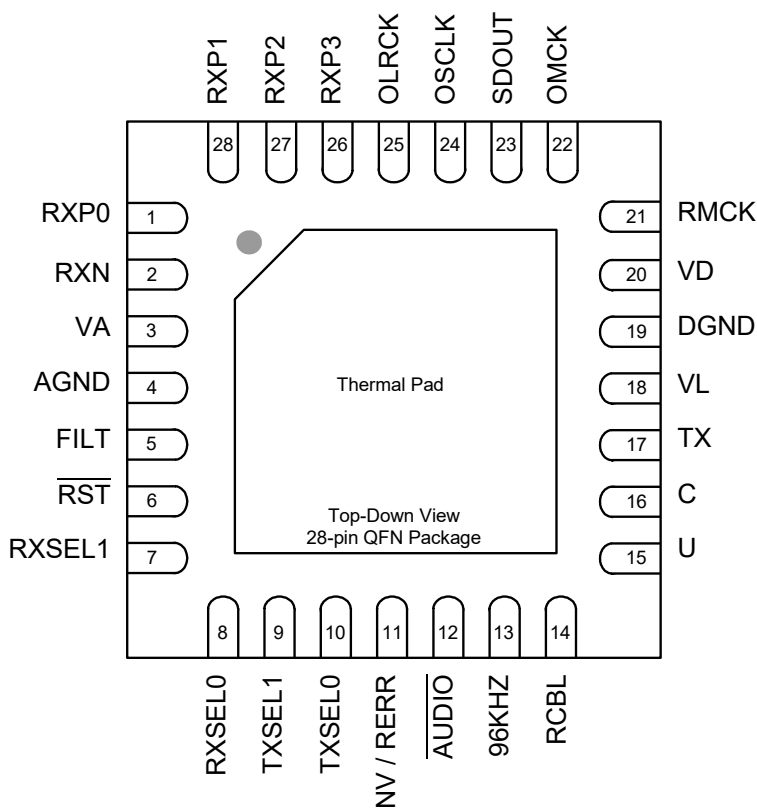 RXP1
RXP2
RXP3
OLRCK
OSCLK
SDOUT
OMCK
28
27
26
25
24
23
22
RXP0
1
RXN
2
VA
3
AGND
4
FILT
5
RST
6
RXSEL1
7
21
RMCK
20
VD
19
DGND
18
VL
17
TX
16
C
15
U
Thermal Pad
Top-Down View
28-pin QFN Package
8
9
10
11
12
13
14
RXSEL0
TXSEL1
TXSEL0
NV / RERR
AUDIO
96KHZ
RCBL